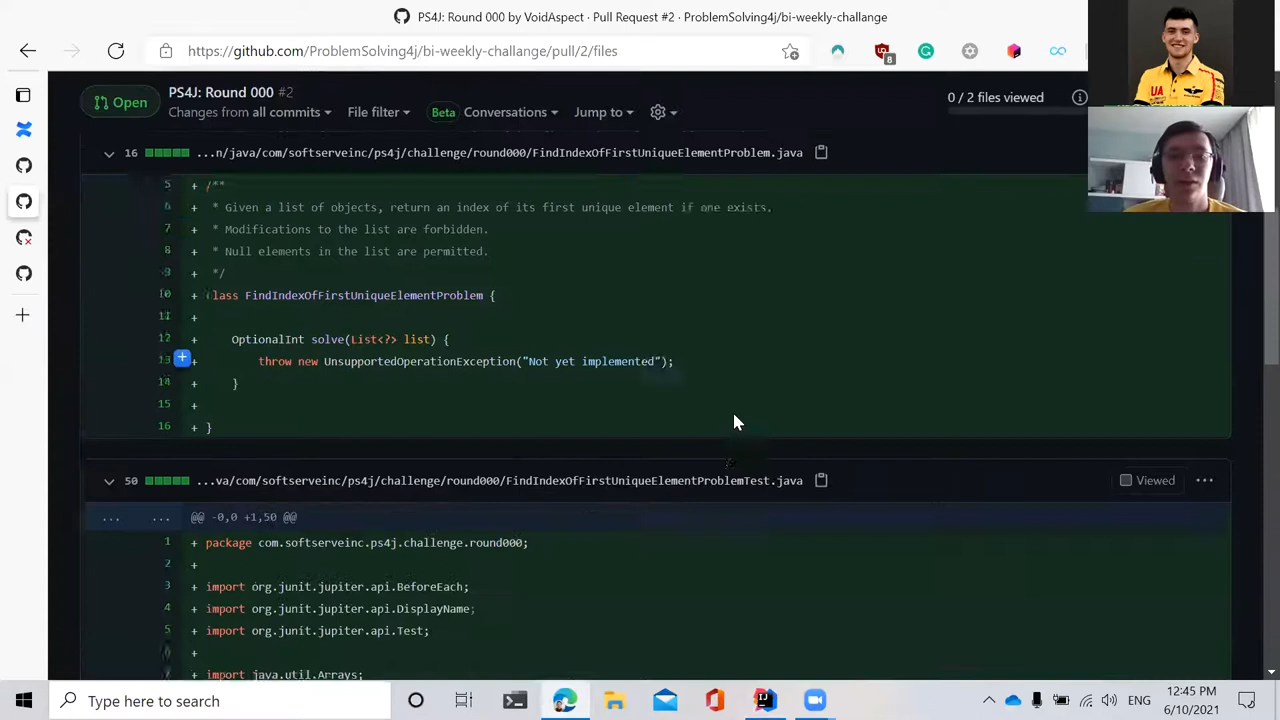 PS4J: Round 000 by VoidAspect · Pull Request #2 · ProblemSolving4j/bi-weekly-challange
https://github.com/ProblemSolving4j/bi-weekly-challange/pull/2/files
8
UA
Open
PS4J: Round 000 #2
Changes from all commits
File filter
Beta Conversations
Jump to
0 / 2 files viewed
16 ...n/java/com/softserveinc/ps4j/challenge/round000/FindIndexOfFirstUniqueElementProblem.java
5 + /**
6 + * Given a list of objects, return an index of its first unique element if one exists.
7 + * Modifications to the list are forbidden.
8 + * Null elements in the list are permitted.
9 + */
10 + class FindIndexOfFirstUniqueElementProblem {
11 +
12 + OptionalInt solve(List<?> list) {
13 + throw new UnsupportedOperationException("Not yet implemented");
14 + }
15 +
16 + }
50 ...va/com/softserveinc/ps4j/challenge/round000/FindIndexOfFirstUniqueElementProblemTest.java
Viewed
... ... @@ -0,0 +1,50 @@
1 + package com.softserveinc.ps4j.challenge.round000;
2 +
3 + import org.junit.jupiter.api.BeforeEach;
4 + import org.junit.jupiter.api.DisplayName;
5 + import org.junit.jupiter.api.Test;
+
+ import java.util.Arrays;
Type here to search
ENG
12:45 PM
6/10/2021